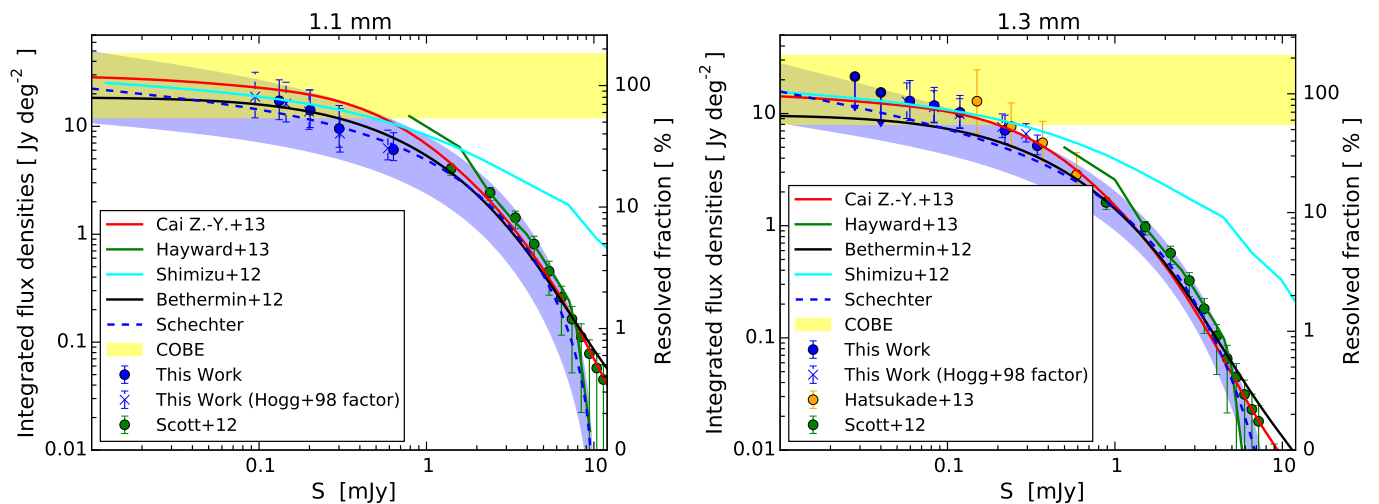 1.1 mm
Integrated flux densities [ Jy deg⁻² ]
10
1
0.1
0.01
0.1
1
10
S [mJy]
100
10
1
0
Resolved fraction [ % ]
Cai Z.-Y.+13
Hayward+13
Shimizu+12
Bethermin+12
Schechter
COBE
This Work
This Work (Hogg+98 factor)
Scott+12
1.3 mm
Integrated flux densities [ Jy deg⁻² ]
10
1
0.1
0.01
0.1
1
10
S [mJy]
100
10
1
0
Resolved fraction [ % ]
Cai Z.-Y.+13
Hayward+13
Bethermin+12
Shimizu+12
Schechter
COBE
This Work
This Work (Hogg+98 factor)
Hatsukade+13
Scott+12